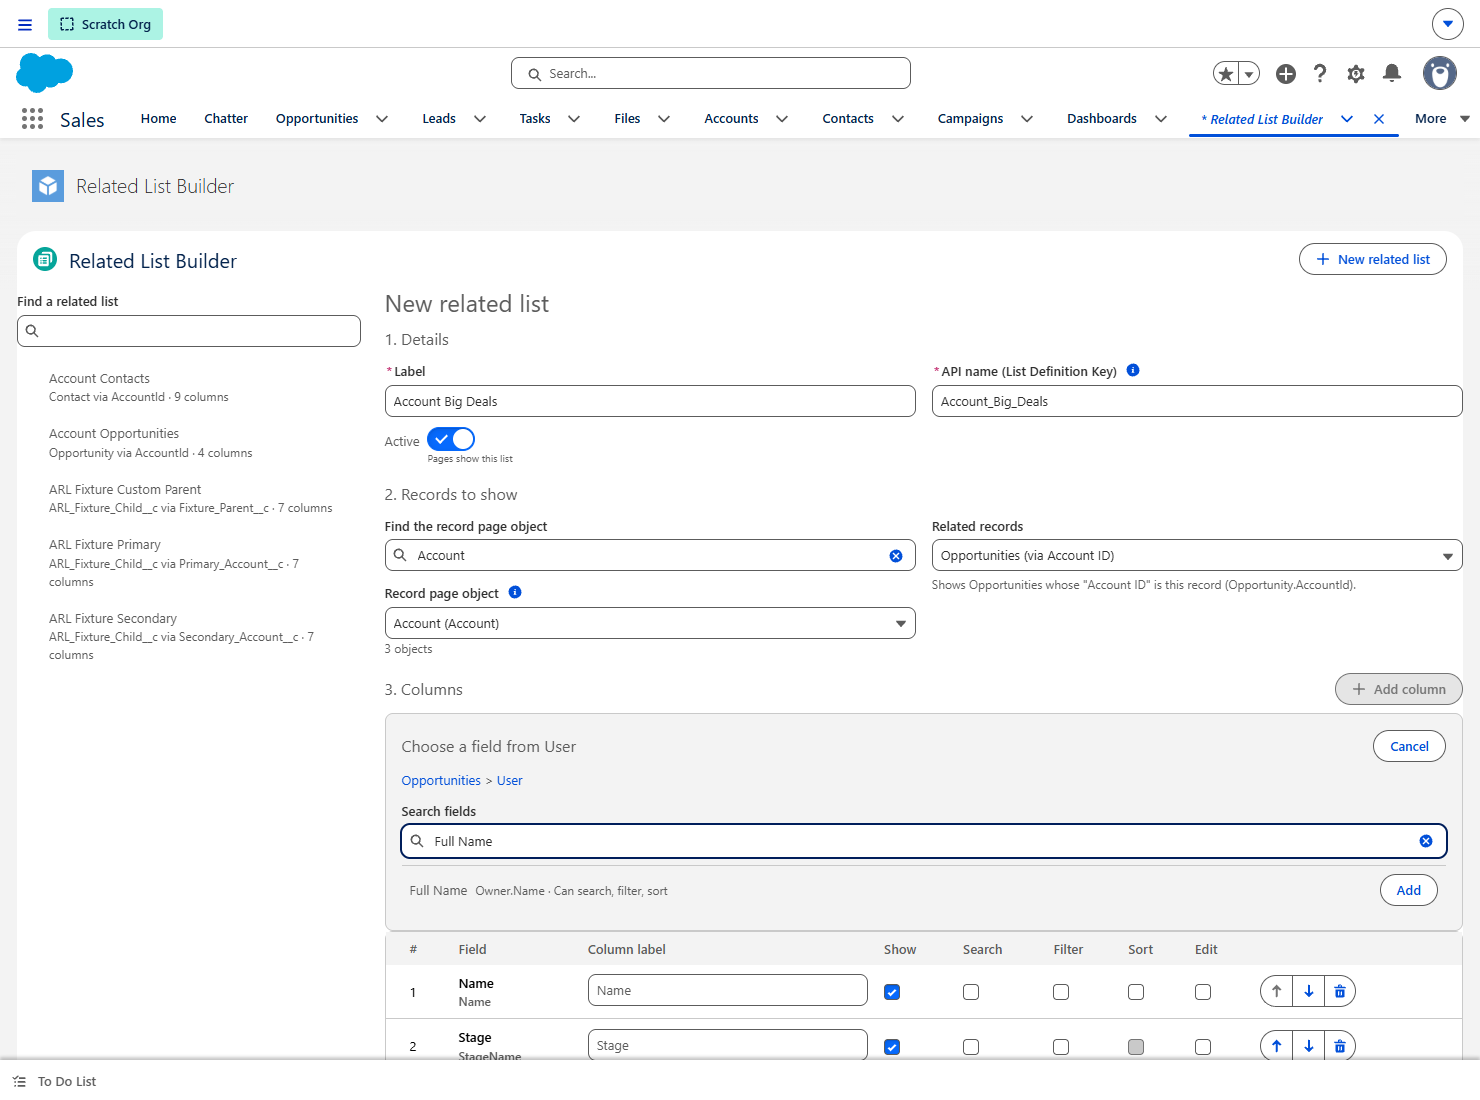 Scratch Org
Search...
Sales
Home
Chatter
Opportunities
Leads
Tasks
Files
Accounts
Contacts
Campaigns
Dashboards
* Related List Builder
More
Related List Builder
Related List Builder
New related list
Find a related list
Account Contacts
Contact via AccountId · 9 columns
Account Opportunities
Opportunity via AccountId · 4 columns
ARL Fixture Custom Parent
ARL_Fixture_Child__c via Fixture_Parent__c · 7 columns
ARL Fixture Primary
ARL_Fixture_Child__c via Primary_Account__c · 7
columns
ARL Fixture Secondary
ARL_Fixture_Child__c via Secondary_Account__c · 7
columns
New related list
1. Details
*Label
*API name (List Definition Key)
Account Big Deals
Account_Big_Deals
Active
Pages show this list
2. Records to show
Find the record page object
Related records
Account
Opportunities (via Account ID)
Shows Opportunities whose "Account ID" is this record (Opportunity.AccountId).
Record page object
Account (Account)
3 objects
3. Columns
Add column
Choose a field from User
Cancel
Opportunities > User
Search fields
Full Name
Full Name Owner.Name · Can search, filter, sort
Add
# Field Column label Show Search Filter Sort Edit
1 Name Name
Name
2 Stage Stage
StageName
To Do List